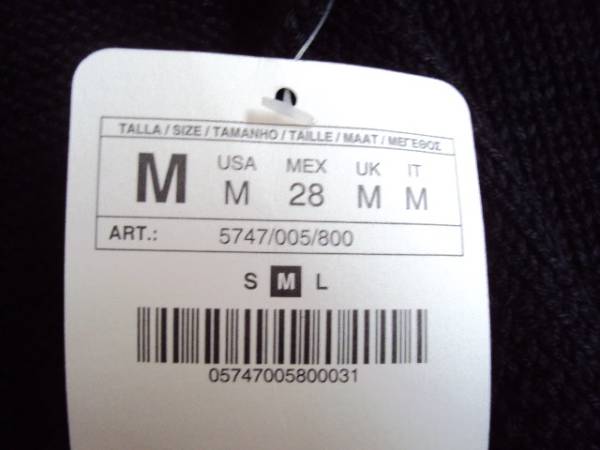 TALLA / SIZE / TAMANHO / TAILLE / MAAT / ΜΕΓΕΘΟΣ
USA MEX UK IT
M M 28 M M
ART.: 5747/005/800
S M L
05747005800031